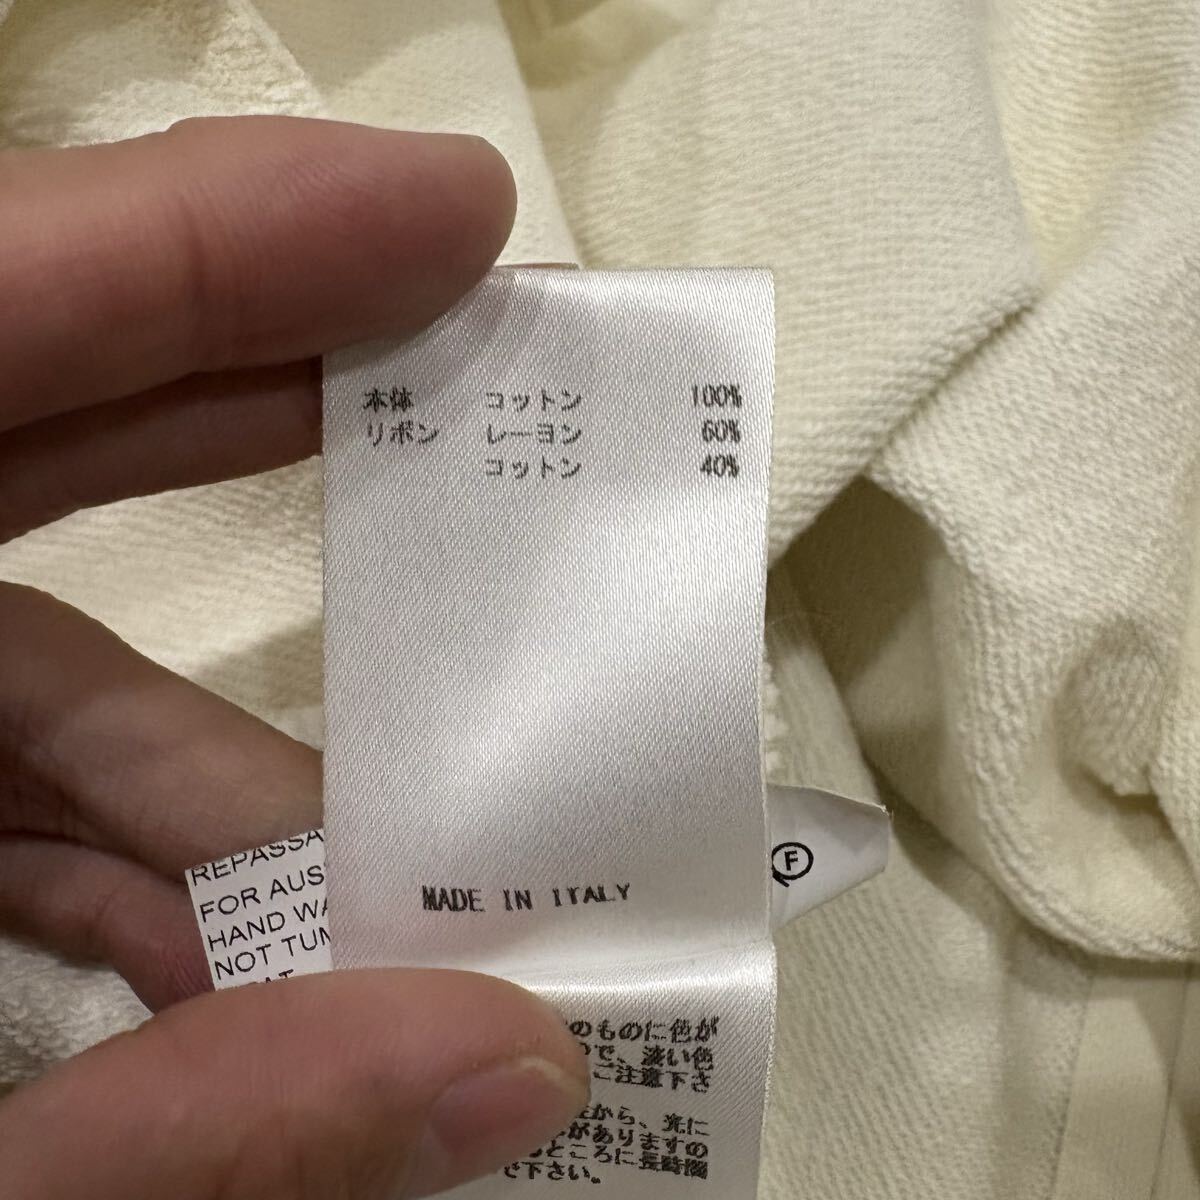 本体 コットン 100%
リボン レーヨン 60%
コットン 40%
MADE IN ITALY
REPASSA
FOR AUS
HAND WA
NOT TUM
F
のものに色が
で、淡い色
ご注意下さ
から、光に
がありますの
ところに長時間
で下さい。